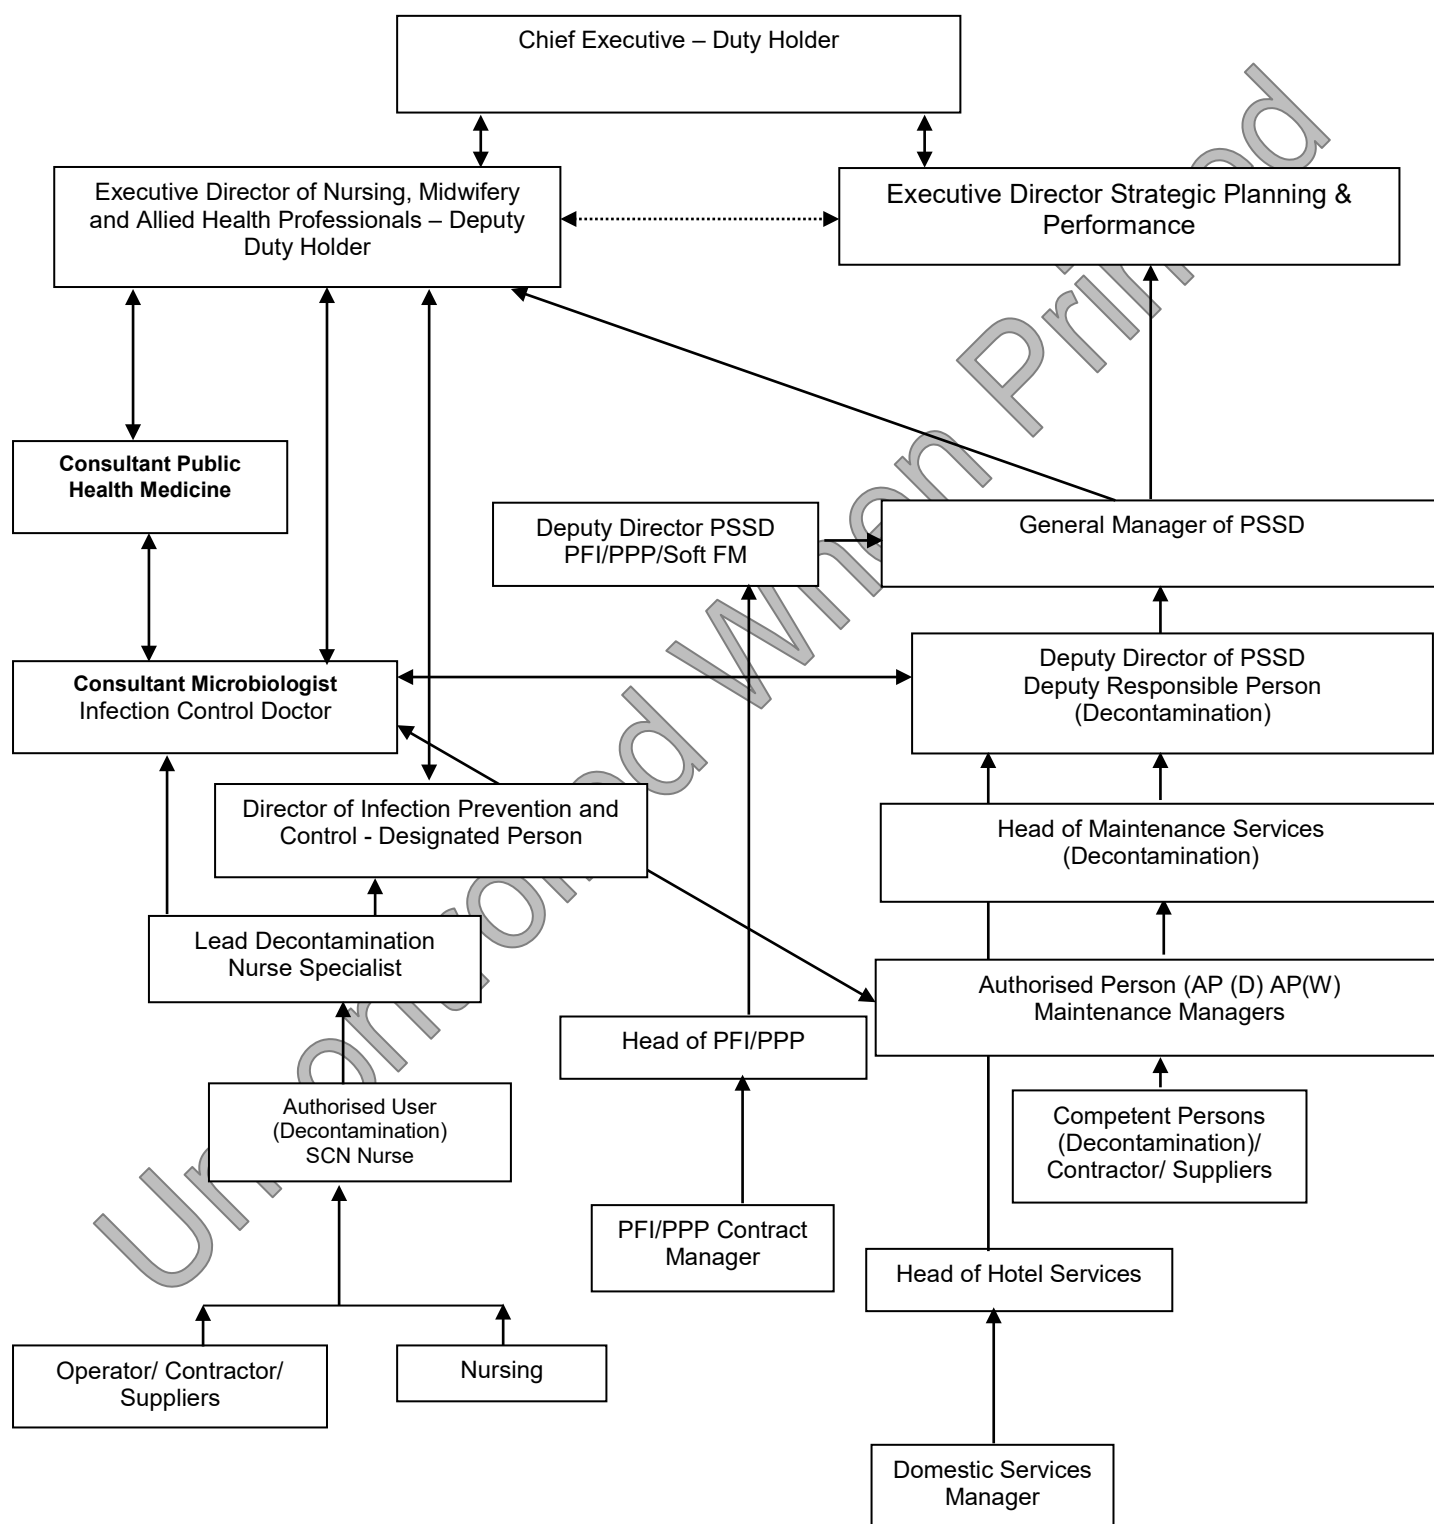 Chief Executive – Duty Holder
Executive Director of Nursing, Midwifery
and Allied Health Professionals – Deputy
Duty Holder
Executive Director Strategic Planning &
Performance
Consultant Public
Health Medicine
Deputy Director PSSD
PFI/PPP/Soft FM
General Manager of PSSD
Consultant Microbiologist
Infection Control Doctor
Deputy Director of PSSD
Deputy Responsible Person
(Decontamination)
Director of Infection Prevention and
Control - Designated Person
Head of Maintenance Services
(Decontamination)
Lead Decontamination
Nurse Specialist
Authorised Person (AP (D) AP(W)
Maintenance Managers
Head of PFI/PPP
Authorised User
(Decontamination)
SCN Nurse
Competent Persons
(Decontamination)/
Contractor/ Suppliers
PFI/PPP Contract
Manager
Head of Hotel Services
Operator/ Contractor/
Suppliers
Nursing
Domestic Services
Manager
Uncontrolled When Printed